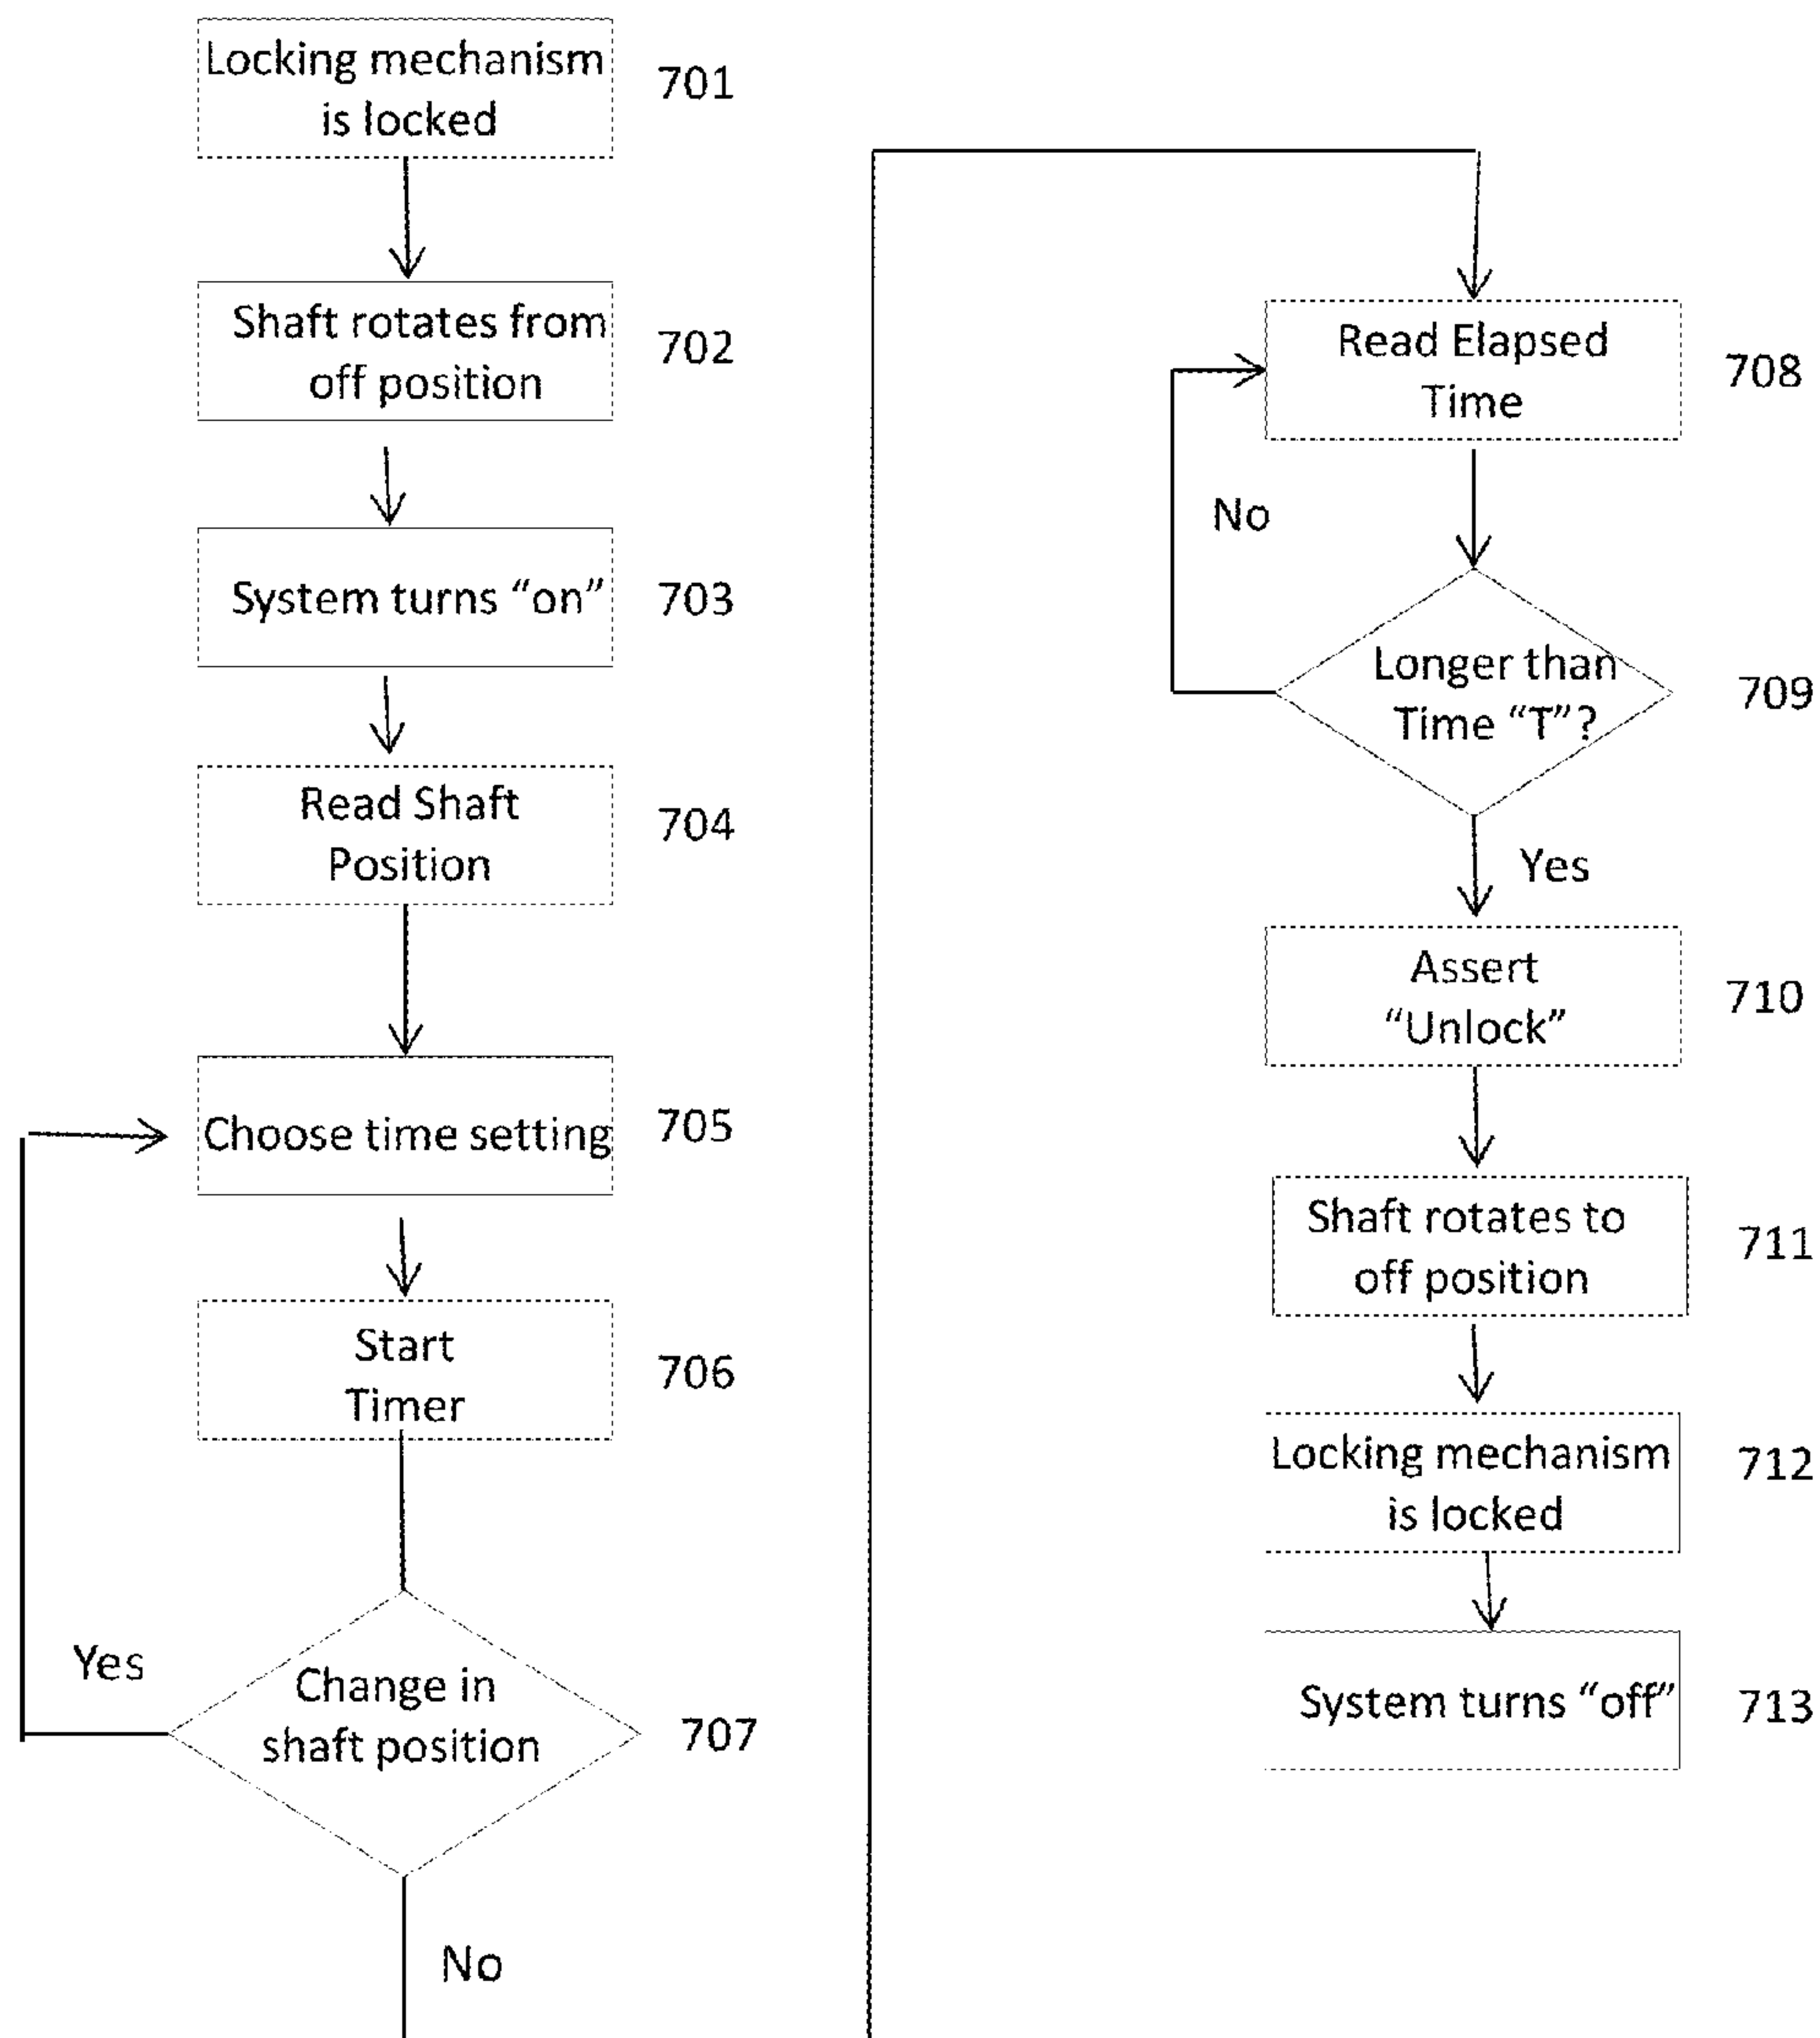 Locking mechanism
is locked
701
Shaft rotates from
off position
702
System turns “on”
703
Read Shaft
Position
704
Choose time setting
705
Start
Timer
706
Yes
Change in
shaft position
707
No
Read Elapsed
Time
708
No
Longer than
Time “T”?
709
Yes
Assert
“Unlock”
710
Shaft rotates to
off position
711
Locking mechanism
is locked
712
System turns “off”
713